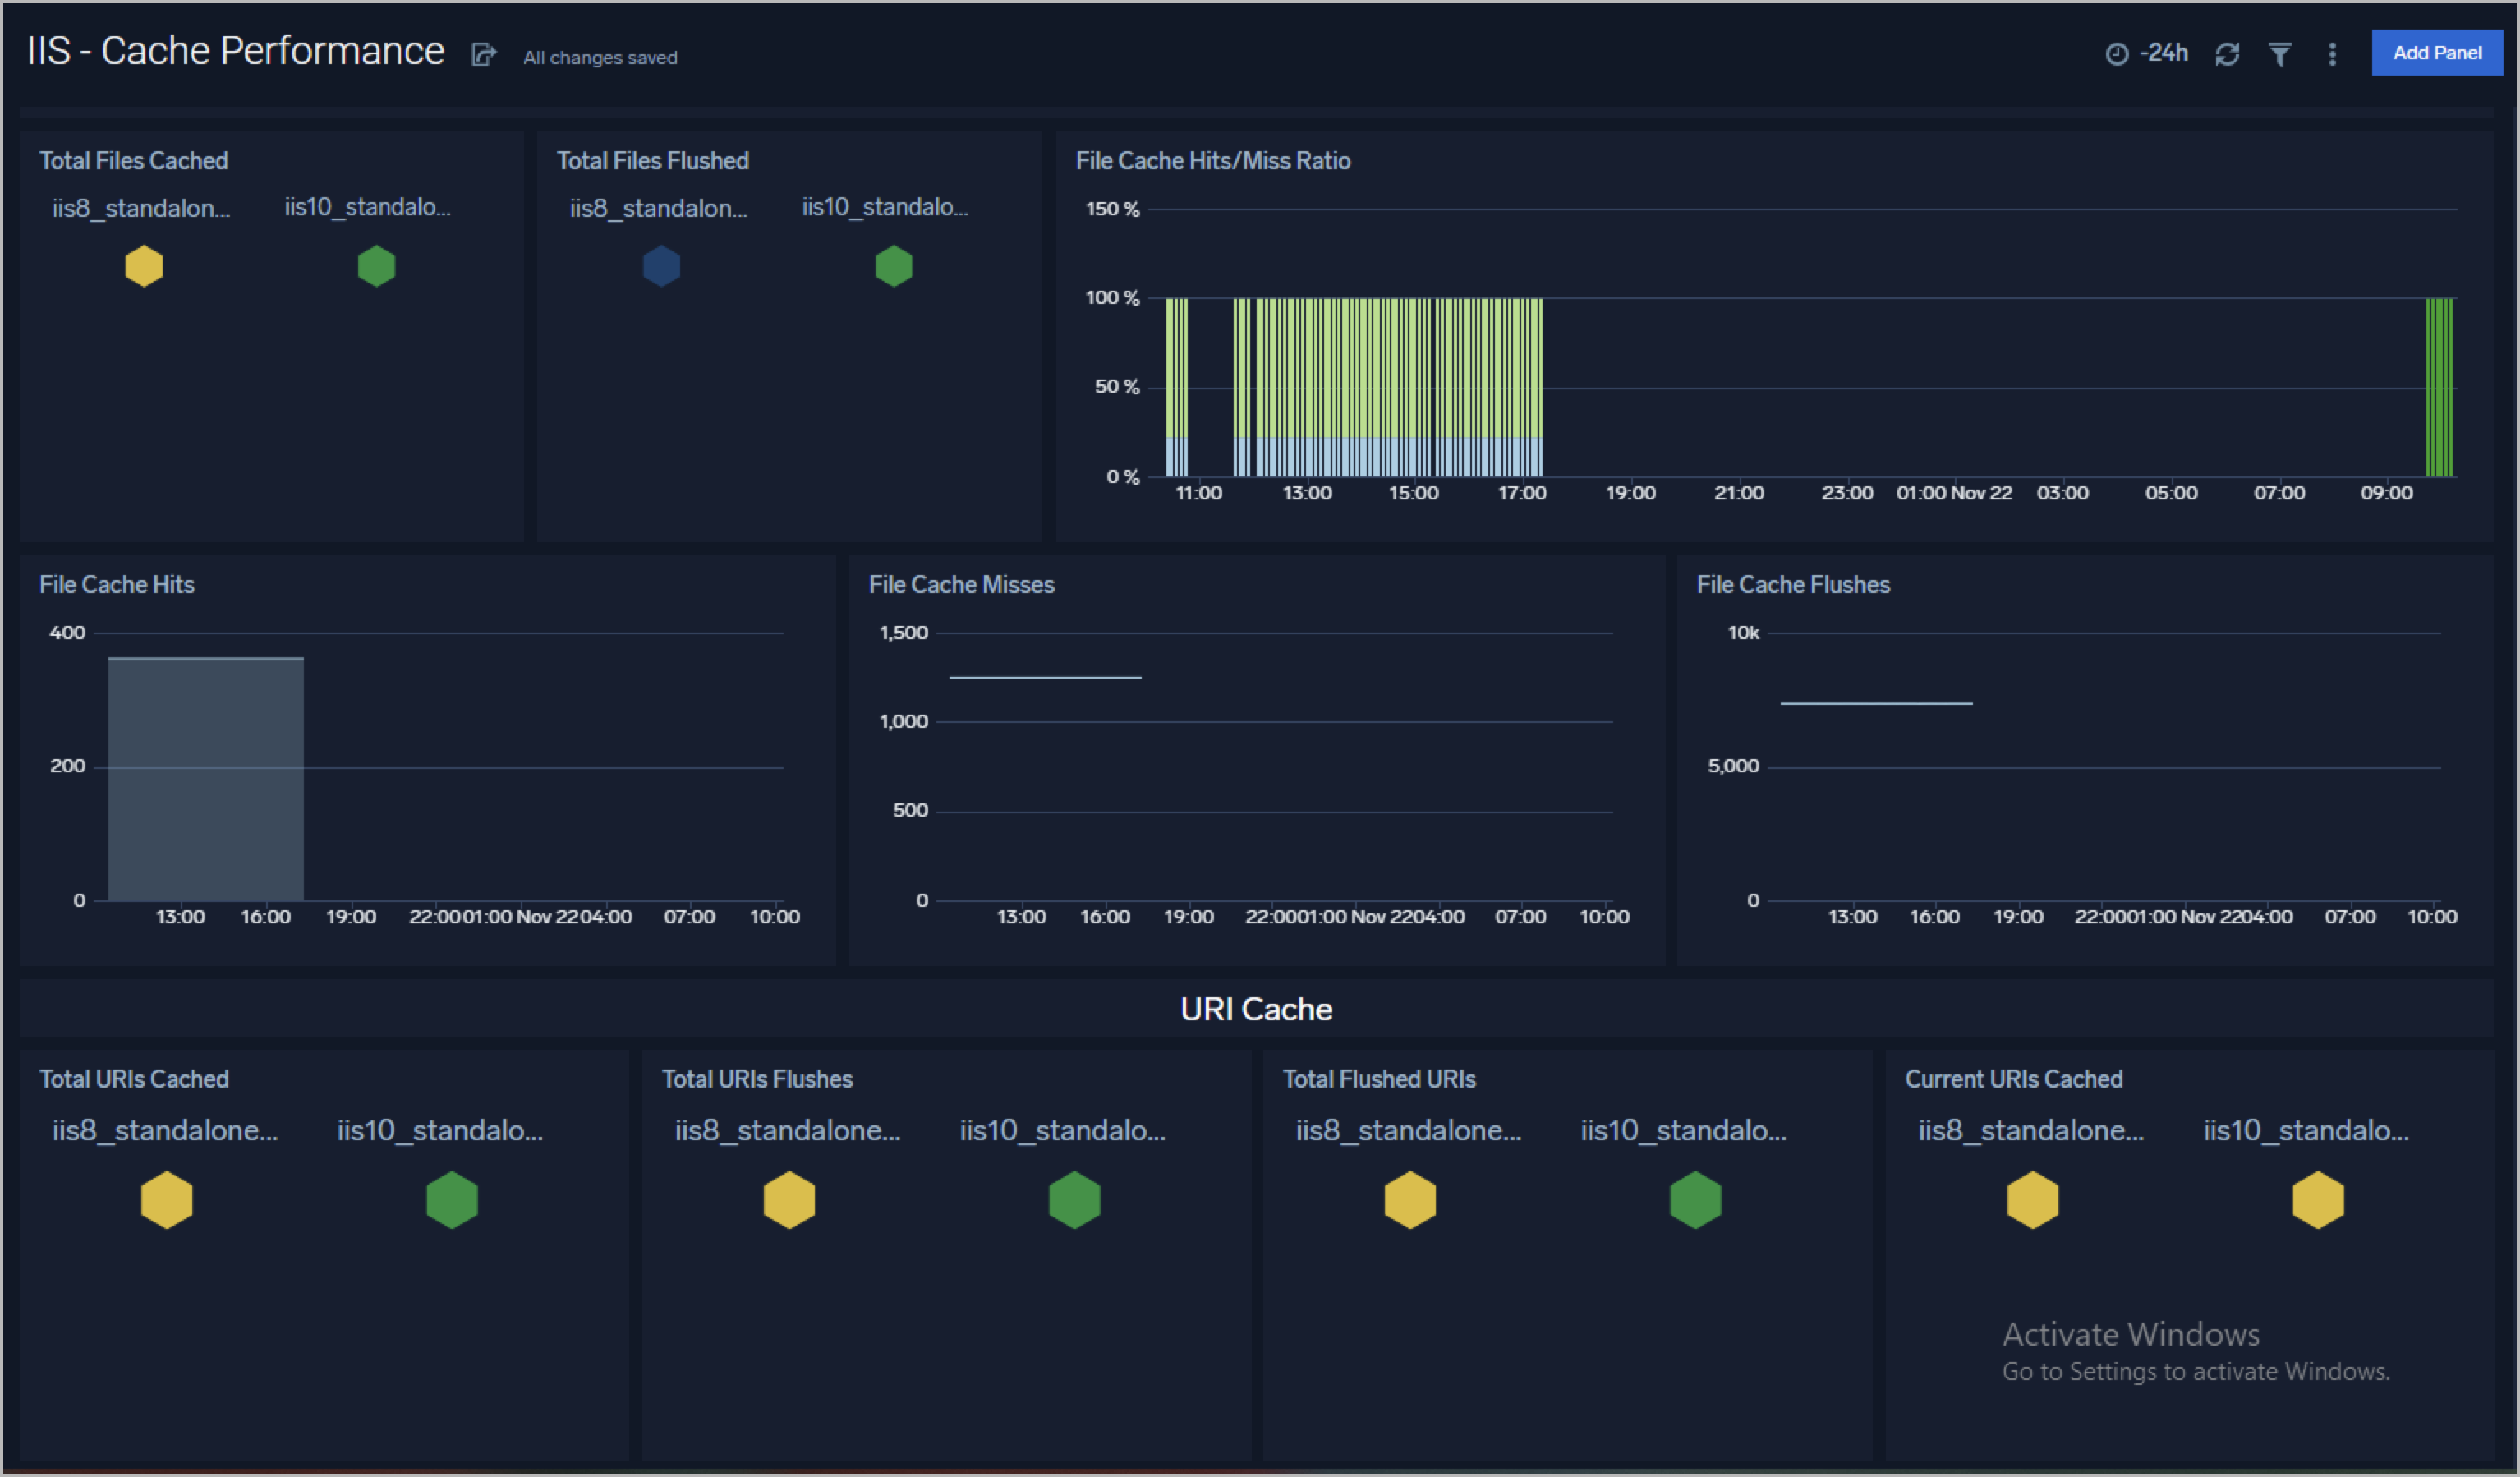 IIS - Cache Performance
All changes saved
-24h
Add Panel
Total Files Cached
iis8_standalon...
iis10_standalo...
Total Files Flushed
iis8_standalon...
iis10_standalo...
File Cache Hits/Miss Ratio
150 %
100 %
50 %
0 %
11:00 13:00 15:00 17:00 19:00 21:00 23:00 01:00 Nov 22 03:00 05:00 07:00 09:00
File Cache Hits
400
200
0
13:00 16:00 19:00 22:00 01:00 Nov 22 04:00 07:00 10:00
File Cache Misses
1,500
1,000
500
0
13:00 16:00 19:00 22:00 01:00 Nov 22 04:00 07:00 10:00
File Cache Flushes
10k
5,000
0
13:00 16:00 19:00 22:00 01:00 Nov 22 04:00 07:00 10:00
URI Cache
Total URIs Cached
iis8_standalone...
iis10_standalo...
Total URIs Flushes
iis8_standalone...
iis10_standalo...
Total Flushed URIs
iis8_standalone...
iis10_standalo...
Current URIs Cached
iis8_standalone...
iis10_standalo...
Activate Windows
Go to Settings to activate Windows.